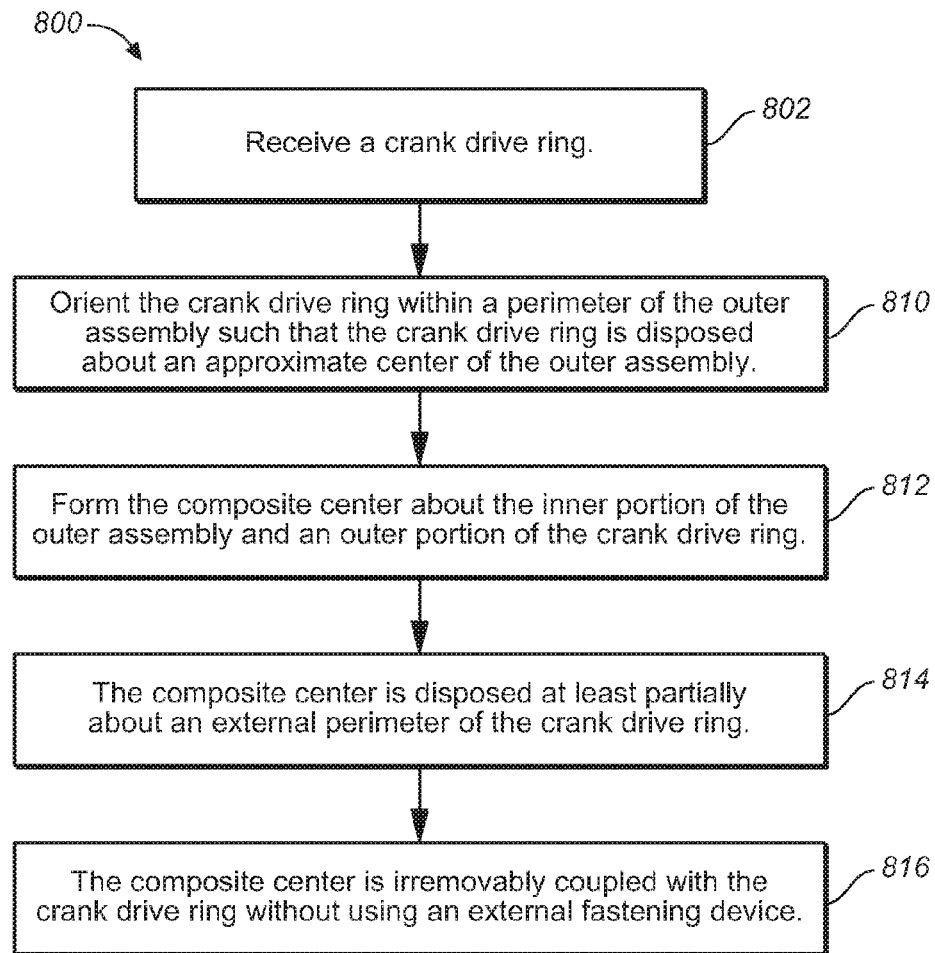 800
Receive a crank drive ring.
802
Orient the crank drive ring within a perimeter of the outer
assembly such that the crank drive ring is disposed
about an approximate center of the outer assembly.
810
Form the composite center about the inner portion of the
outer assembly and an outer portion of the crank drive ring.
812
The composite center is disposed at least partially
about an external perimeter of the crank drive ring.
814
The composite center is irremovably coupled with the
crank drive ring without using an external fastening device.
816